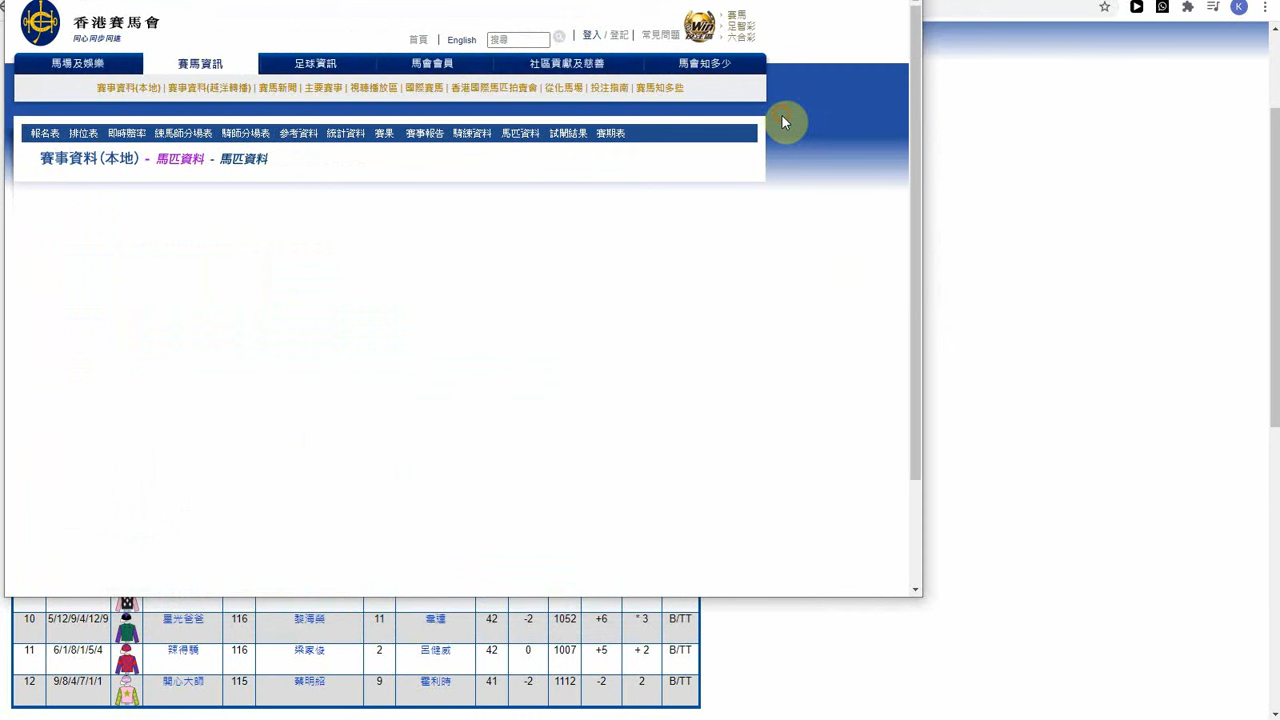 香港賽馬會
同心同步同進
首頁 | English 搜尋 | 登入 / 登記 | 常見問題
賽馬
足智彩
六合彩
馬場及娛樂 賽馬資訊 足球資訊 馬會會員 社區貢獻及慈善 馬會知多少
賽事資料(本地) | 賽事資料(越洋轉播) | 賽馬新聞 | 主要賽事 | 視聽播放區 | 國際賽馬 | 香港國際馬匹拍賣會 | 從化馬場 | 投注指南 | 賽馬知多些
報名表 排位表 即時賠率 練馬師分場表 騎師分場表 參考資料 統計資料 賽果 賽事報告 騎練資料 馬匹資料 試閘結果 賽期表
賽事資料(本地) - 馬匹資料 - 馬匹資料
10 5/12/9/4/12/9 星光爸爸 116 黎海榮 11 韋達 42 -2 1052 +6 * 3 B/TT
11 6/1/8/1/5/4 辣得驕 116 梁家俊 2 呂健威 42 0 1007 +5 + 2 B/TT
12 9/8/4/7/1/1 開心大師 115 蔡明紹 9 霍利時 41 -2 1112 -2 2 B/TT
K